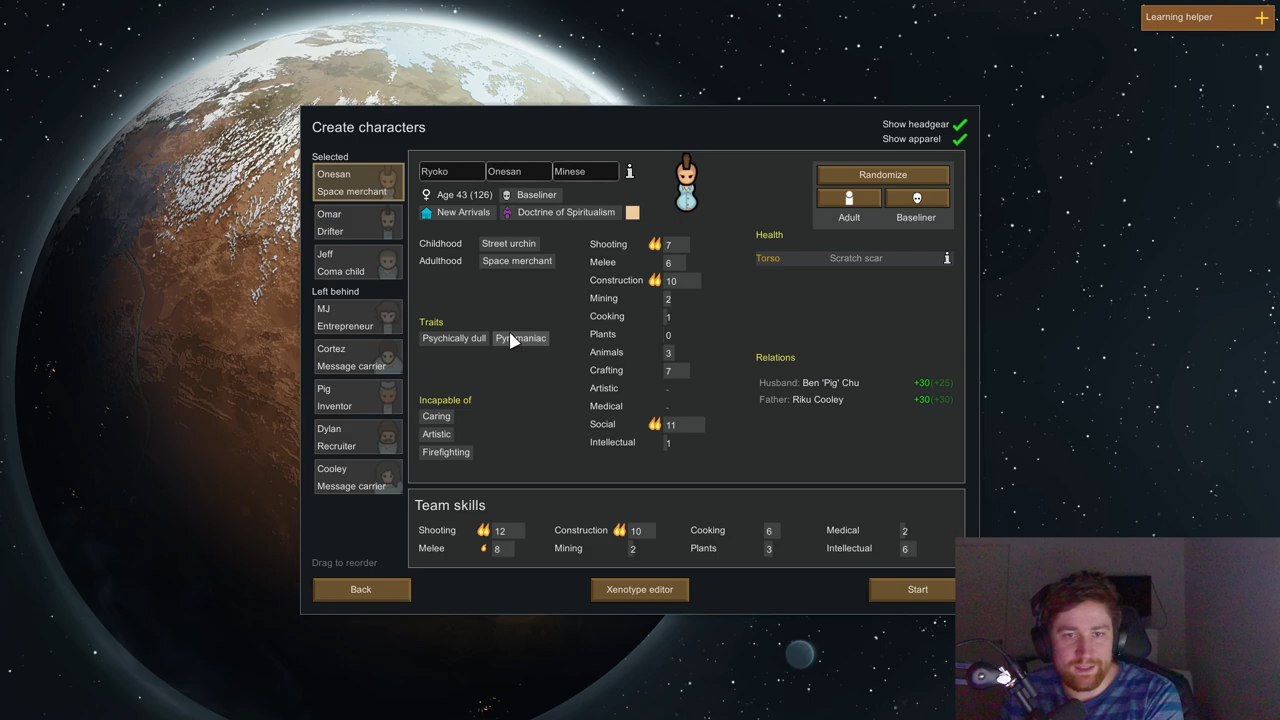 Learning helper
Create characters
Show headgear
Show apparel
Selected
Onesan
Space merchant
Omar
Drifter
Jeff
Coma child
Left behind
MJ
Entrepreneur
Cortez
Message carrier
Pig
Inventor
Dylan
Recruiter
Cooley
Message carrier
Drag to reorder
Ryoko Onesan Minese
Age 43 (126) Baseliner
New Arrivals Doctrine of Spiritualism
Childhood Street urchin
Adulthood Space merchant
Traits
Psychically dull
Incapable of
Caring
Artistic
Firefighting
Shooting 7
Melee 6
Construction 10
Mining 2
Cooking 1
Plants 0
Animals 3
Crafting 7
Artistic -
Medical -
Social 11
Intellectual 1
Randomize
Adult Baseliner
Health
Torso Scratch scar
Relations
Husband: Ben 'Pig' Chu +30 (+25)
Father: Riku Cooley +30 (+30)
Team skills
Shooting 12 Construction 10 Cooking 6 Medical 2
Melee 8 Mining 2 Plants 3 Intellectual 6
Back Xenotype editor Start